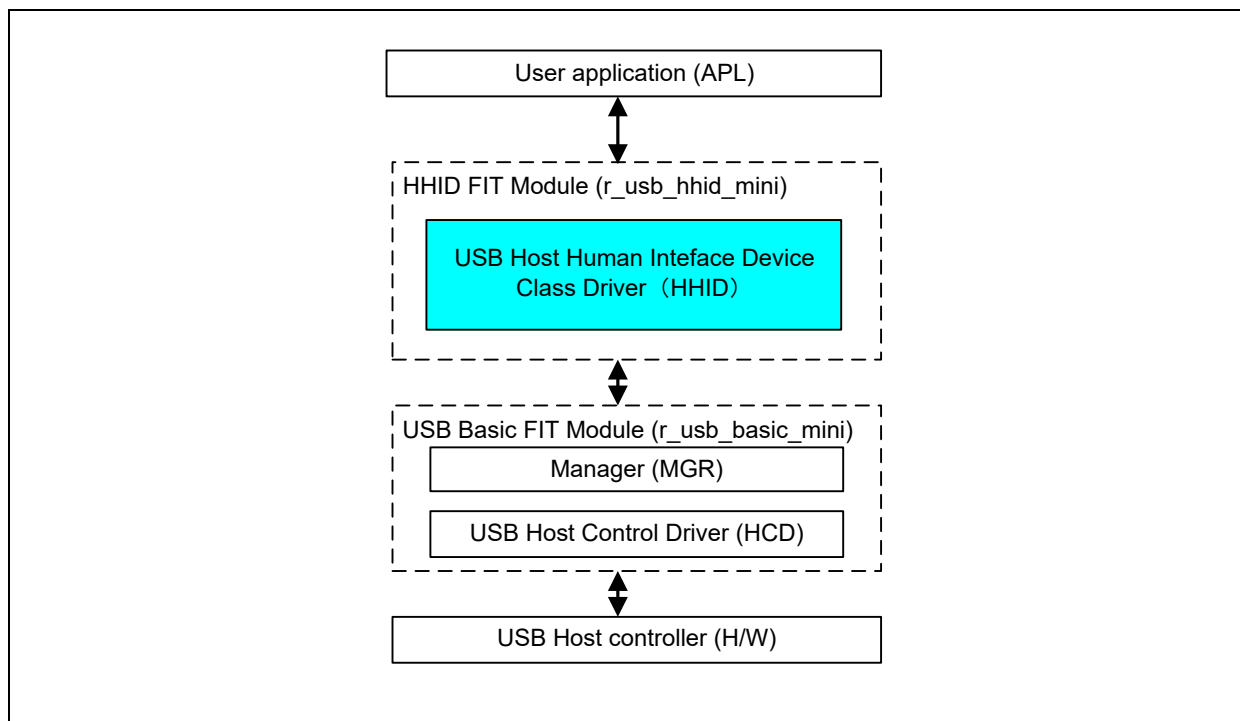 User application (APL)
HHID FIT Module (r_usb_hhid_mini)
USB Host Human Inteface Device
Class Driver（HHID）
USB Basic FIT Module (r_usb_basic_mini)
Manager (MGR)
USB Host Control Driver (HCD)
USB Host controller (H/W)